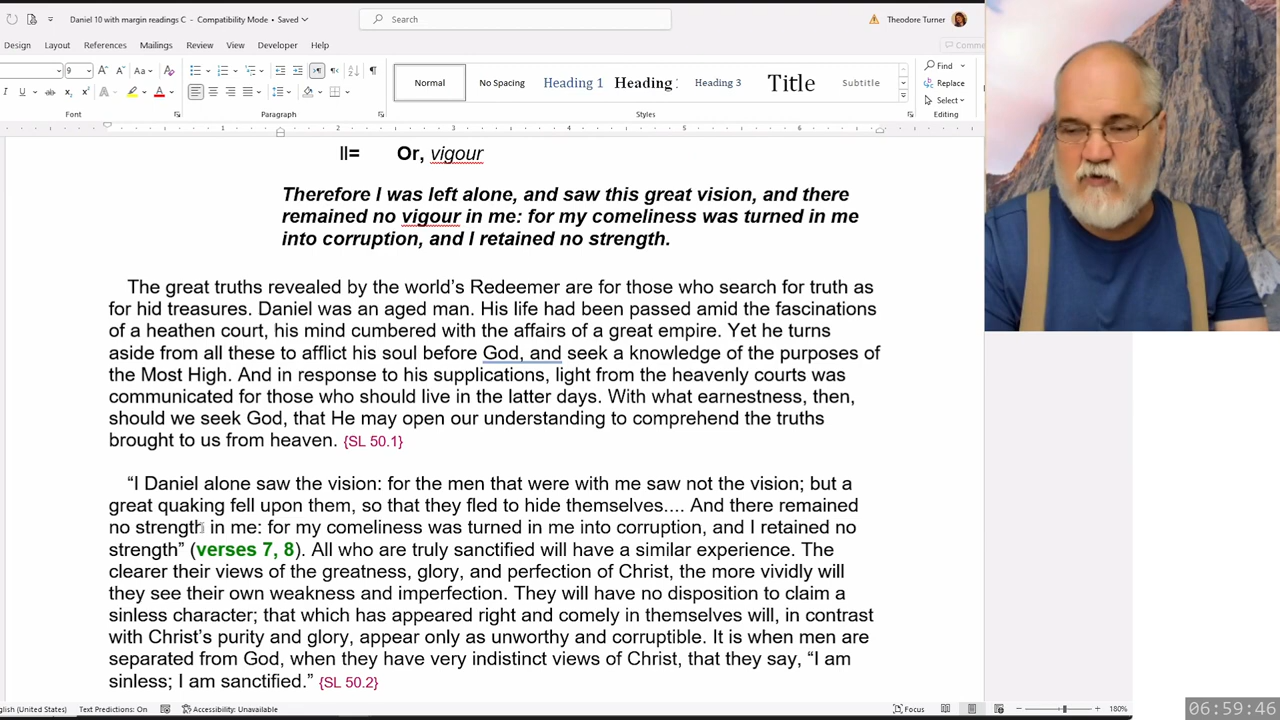 Daniel 10 with margin readings C - Compatibility Mode • Saved
Search
Theodore Turner
Design Layout References Mailings Review View Developer Help
Comme
9
Aa
Normal
No Spacing
Heading 1
Heading
Heading 3
Title
Subtitle
Find
Replace
Select
Font
Paragraph
Styles
Editing
2 3 4 5 6
||= Or, vigour
Therefore I was left alone, and saw this great vision, and there
remained no vigour in me: for my comeliness was turned in me
into corruption, and I retained no strength.
The great truths revealed by the world's Redeemer are for those who search for truth as
for hid treasures. Daniel was an aged man. His life had been passed amid the fascinations
of a heathen court, his mind cumbered with the affairs of a great empire. Yet he turns
aside from all these to afflict his soul before God, and seek a knowledge of the purposes of
the Most High. And in response to his supplications, light from the heavenly courts was
communicated for those who should live in the latter days. With what earnestness, then,
should we seek God, that He may open our understanding to comprehend the truths
brought to us from heaven. {SL 50.1}
“I Daniel alone saw the vision: for the men that were with me saw not the vision; but a
great quaking fell upon them, so that they fled to hide themselves.... And there remained
no strength in me: for my comeliness was turned in me into corruption, and I retained no
strength” (verses 7, 8). All who are truly sanctified will have a similar experience. The
clearer their views of the greatness, glory, and perfection of Christ, the more vividly will
they see their own weakness and imperfection. They will have no disposition to claim a
sinless character; that which has appeared right and comely in themselves will, in contrast
with Christ's purity and glory, appear only as unworthy and corruptible. It is when men are
separated from God, when they have very indistinct views of Christ, that they say, “I am
sinless; I am sanctified.” {SL 50.2}
glish (United States) Text Predictions: On Accessibility: Unavailable Focus 180%
06:59:46